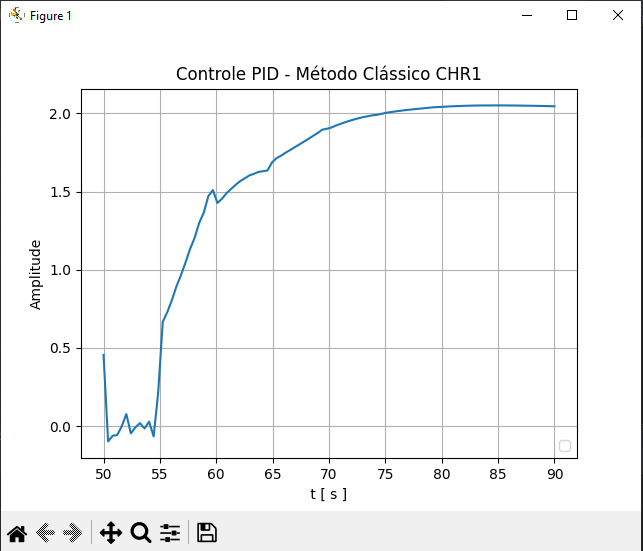 Figure 1
Controle PID - Método Clássico CHR1
2.0
1.5
1.0
0.5
0.0
Amplitude
50 55 60 65 70 75 80 85 90
t [ s ]